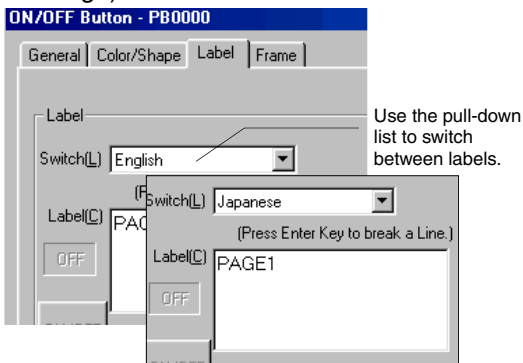 ON/OFF Button - PB0000
General Color/Shape Label Frame
Label
Use the pull-down
list to switch
between labels.
Switch(L) English
Switch(L) Japanese
(Press Enter Key to break a Line.)
Label(C)
Label(C) PAGE1
OFF
OFF